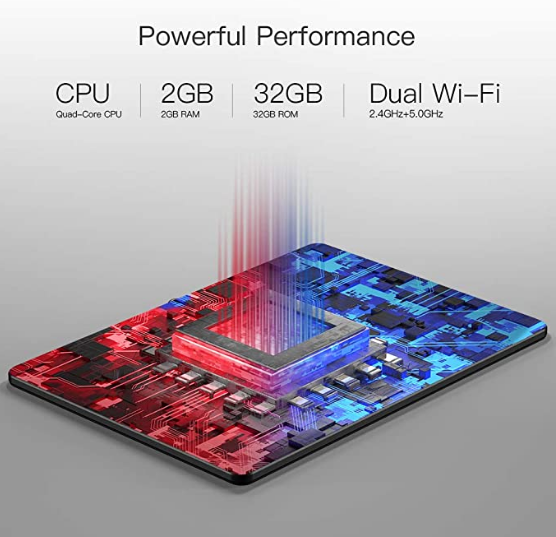 Powerful Performance
CPU
Quad-Core CPU
2GB
2GB RAM
32GB
32GB ROM
Dual Wi-Fi
2.4GHz+5.0GHz